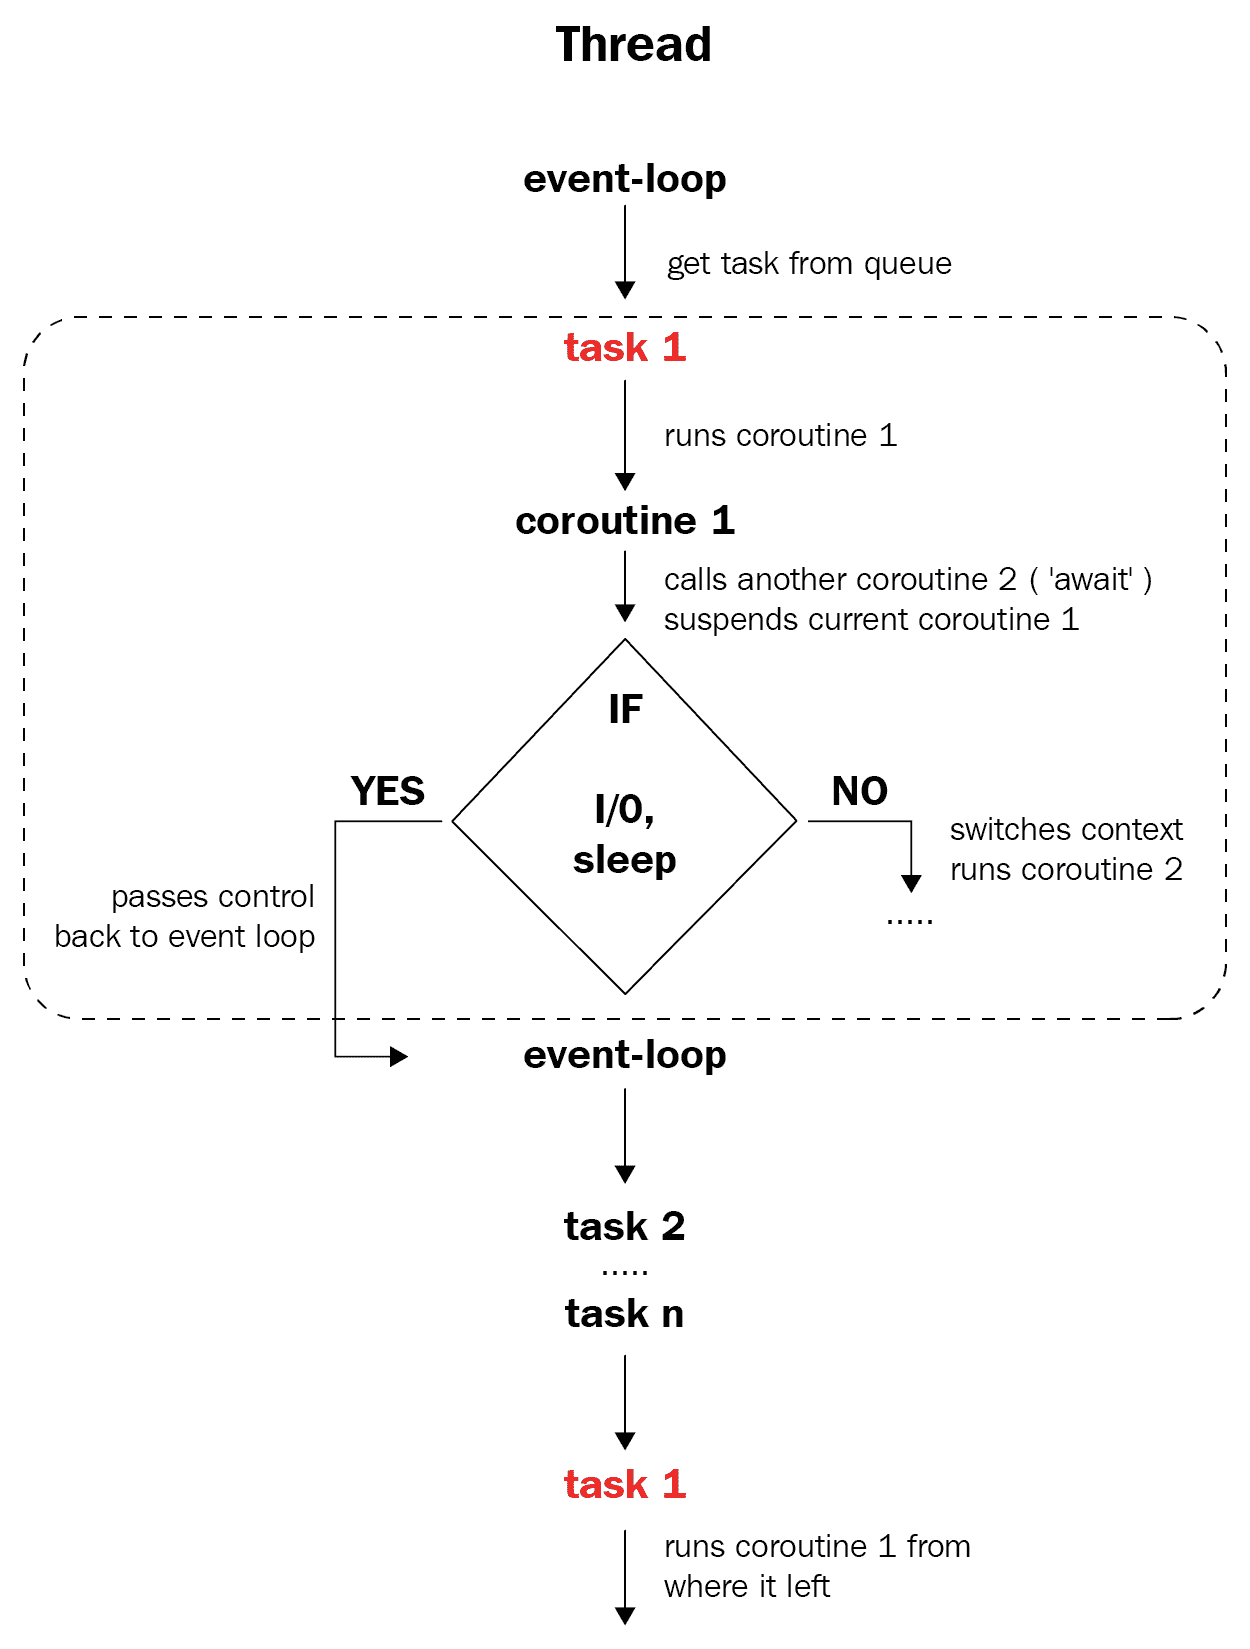 Thread
event-loop
get task from queue
task 1
runs coroutine 1
coroutine 1
calls another coroutine 2 ( 'await' )
suspends current coroutine 1
IF
YES
I/0,
NO
sleep
switches context
runs coroutine 2
.....
passes control
back to event loop
event-loop
task 2
.....
task n
task 1
runs coroutine 1 from
where it left